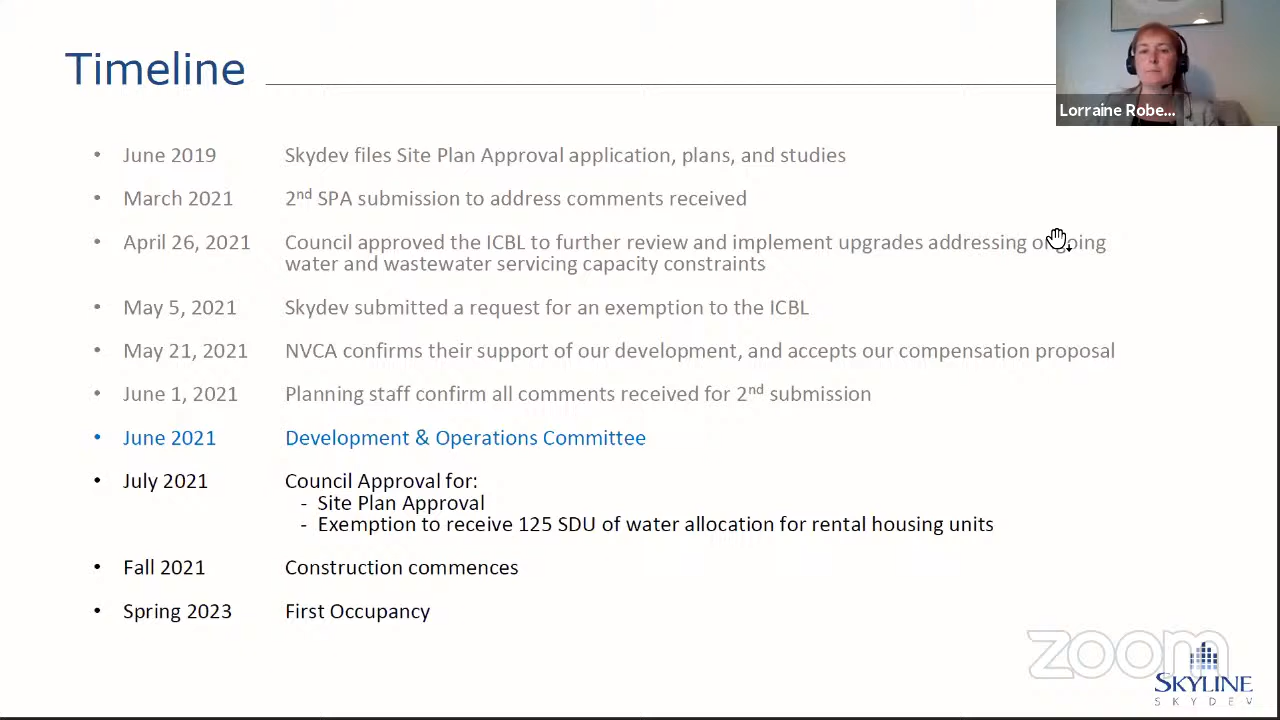 Timeline
Lorraine Robe...
• June 2019 Skydev files Site Plan Approval application, plans, and studies
• March 2021 2nd SPA submission to address comments received
• April 26, 2021 Council approved the ICBL to further review and implement upgrades addressing ongoing
water and wastewater servicing capacity constraints
• May 5, 2021 Skydev submitted a request for an exemption to the ICBL
• May 21, 2021 NVCA confirms their support of our development, and accepts our compensation proposal
• June 1, 2021 Planning staff confirm all comments received for 2nd submission
• June 2021 Development & Operations Committee
• July 2021 Council Approval for:
- Site Plan Approval
- Exemption to receive 125 SDU of water allocation for rental housing units
• Fall 2021 Construction commences
• Spring 2023 First Occupancy
zoom
SKYLINE
SKYDEV